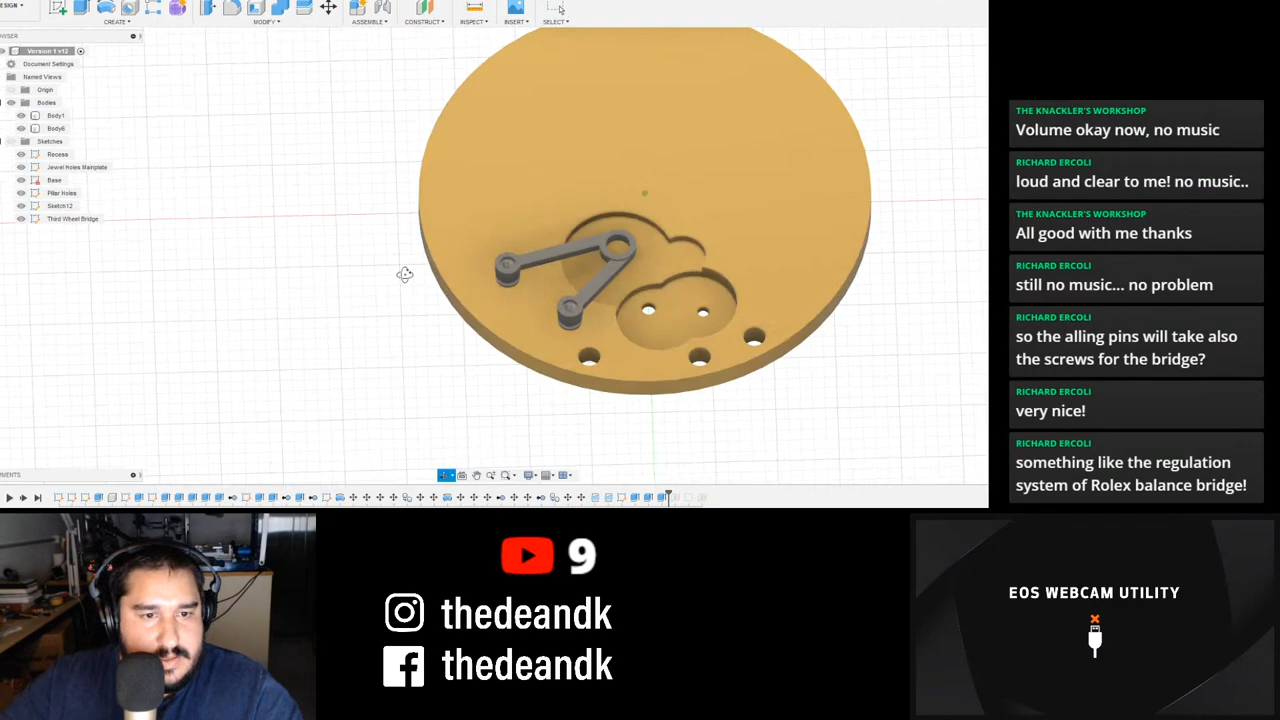 DESIGN
CREATE
MODIFY
ASSEMBLE
CONSTRUCT
INSPECT
INSERT
SELECT
Version 1 v12
Document Settings
Named Views
Origin
Bodies
Body1
Body6
Sketches
Recess
Jewel Holes Mainplate
Base
Pillar Holes
Sketch12
Third Wheel Bridge
THE KNACKLER'S WORKSHOP
Volume okay now, no music
RICHARD ERCOLI
loud and clear to me! no music..
THE KNACKLER'S WORKSHOP
All good with me thanks
RICHARD ERCOLI
still no music... no problem
RICHARD ERCOLI
so the alling pins will take also
the screws for the bridge?
RICHARD ERCOLI
very nice!
RICHARD ERCOLI
something like the regulation
system of Rolex balance bridge!
9
thedeandk
thedeandk
EOS WEBCAM UTILITY